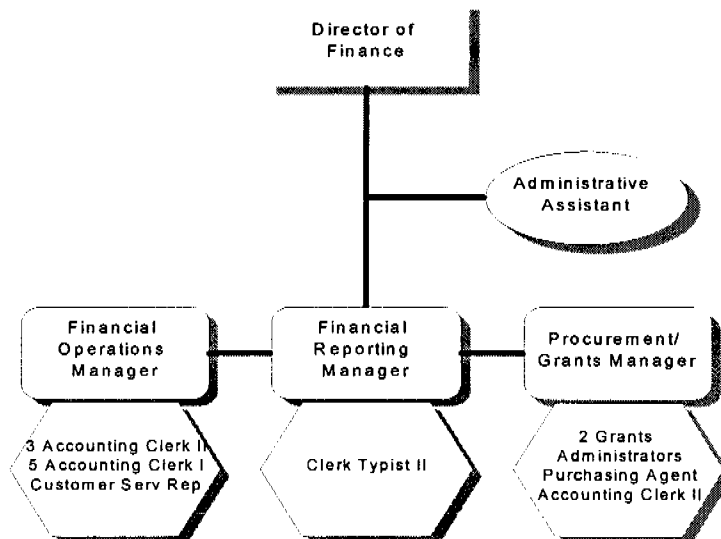 Director of
Finance
Administrative
Assistant
Financial
Operations
Manager
Financial
Reporting
Manager
Procurement/
Grants Manager
3 Accounting Clerk II
5 Accounting Clerk I
Customer Serv Rep
Clerk Typist II
2 Grants
Administrators
Purchasing Agent
Accounting Clerk II